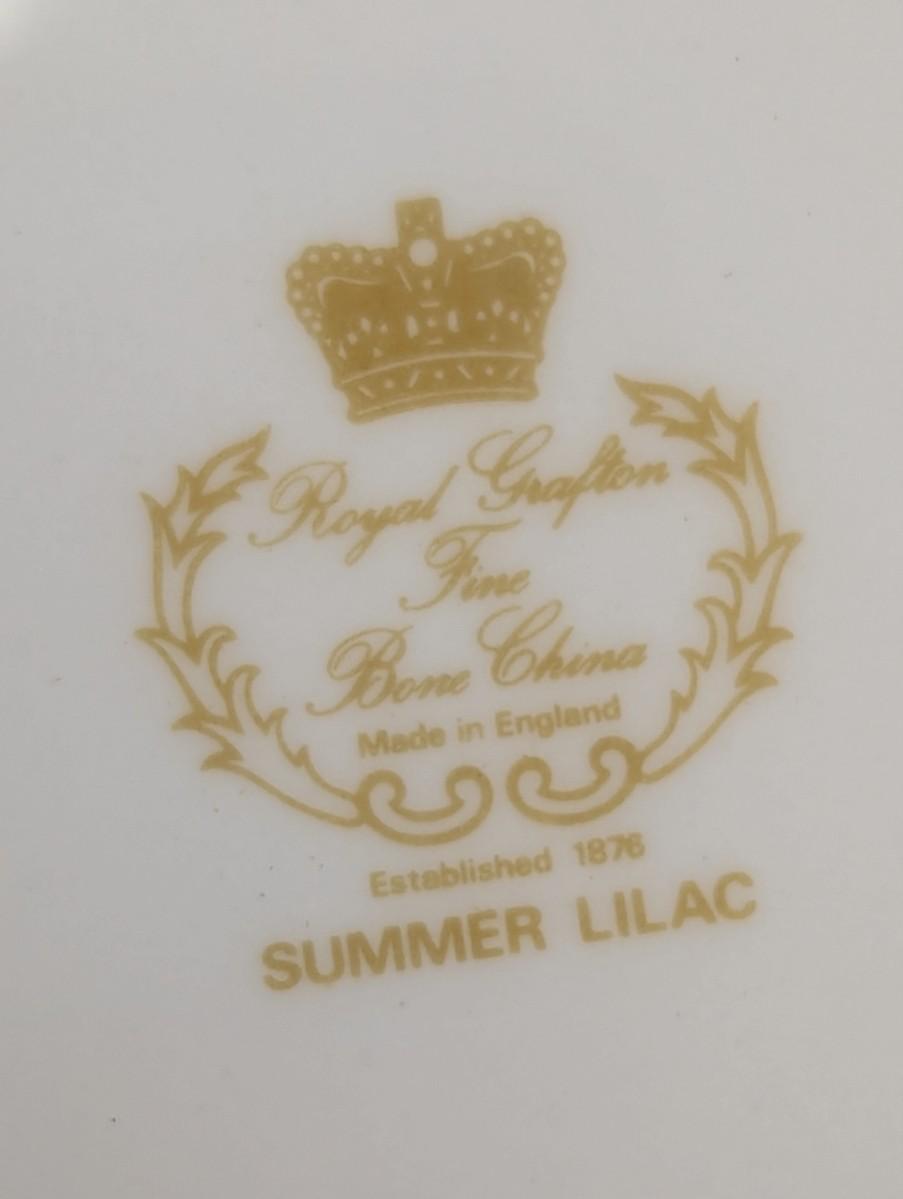 Royal Grafton
Fine
Bone China
Made in England
Established 1876
SUMMER LILAC